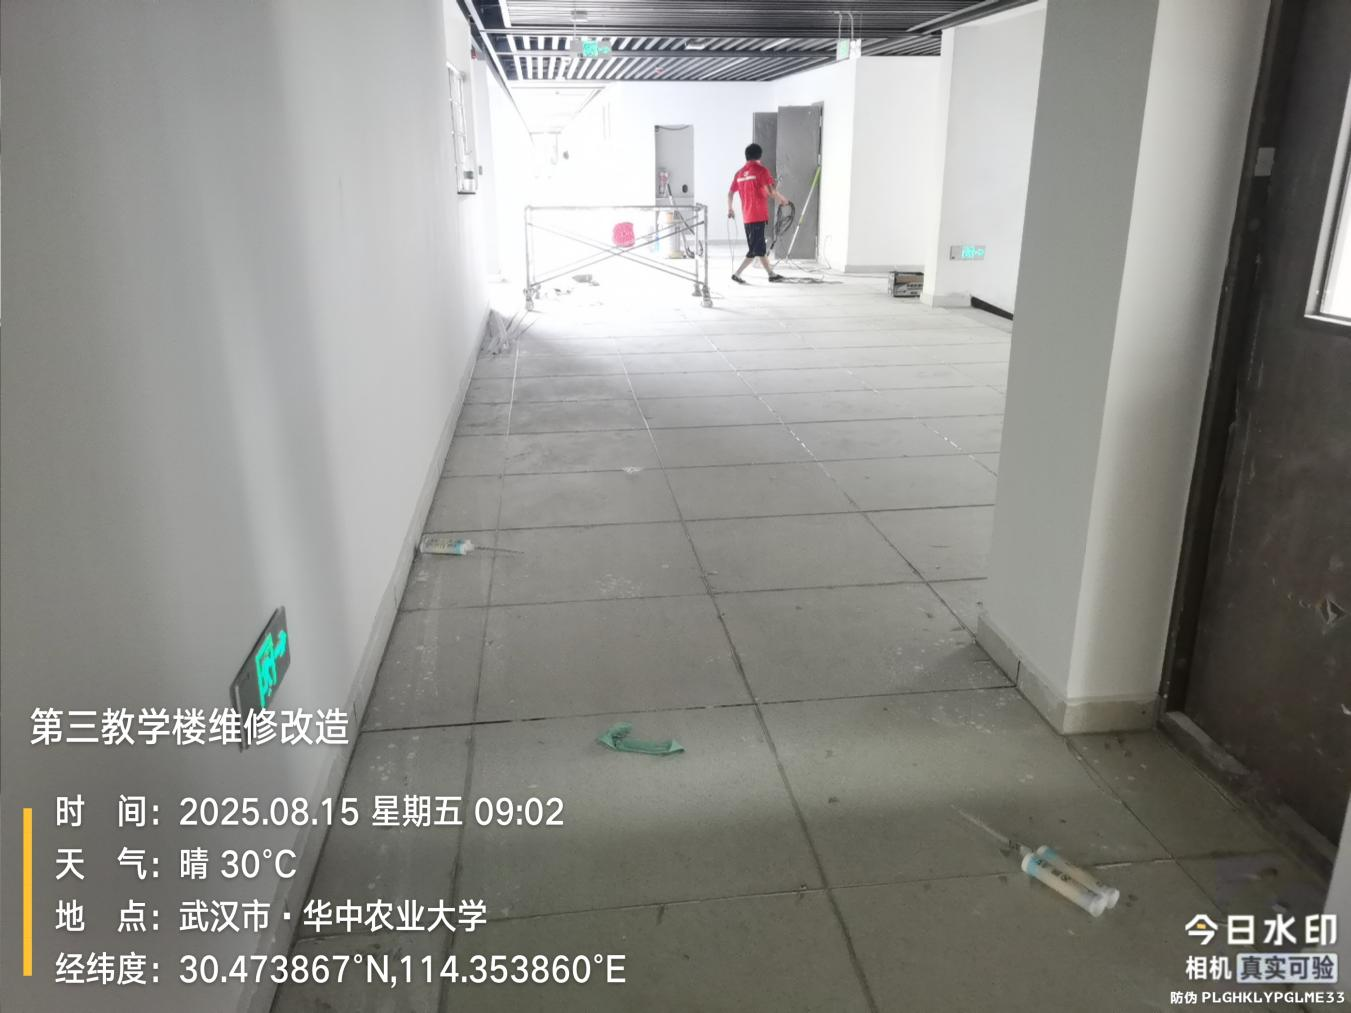 第三教学楼维修改造
时 间：2025.08.15 星期五 09:02
天 气：晴 30°C
地 点：武汉市·华中农业大学
经纬度：30.473867°N,114.353860°E
今日水印
相机 真实可验
防伪 PLGHKLYPGLME33